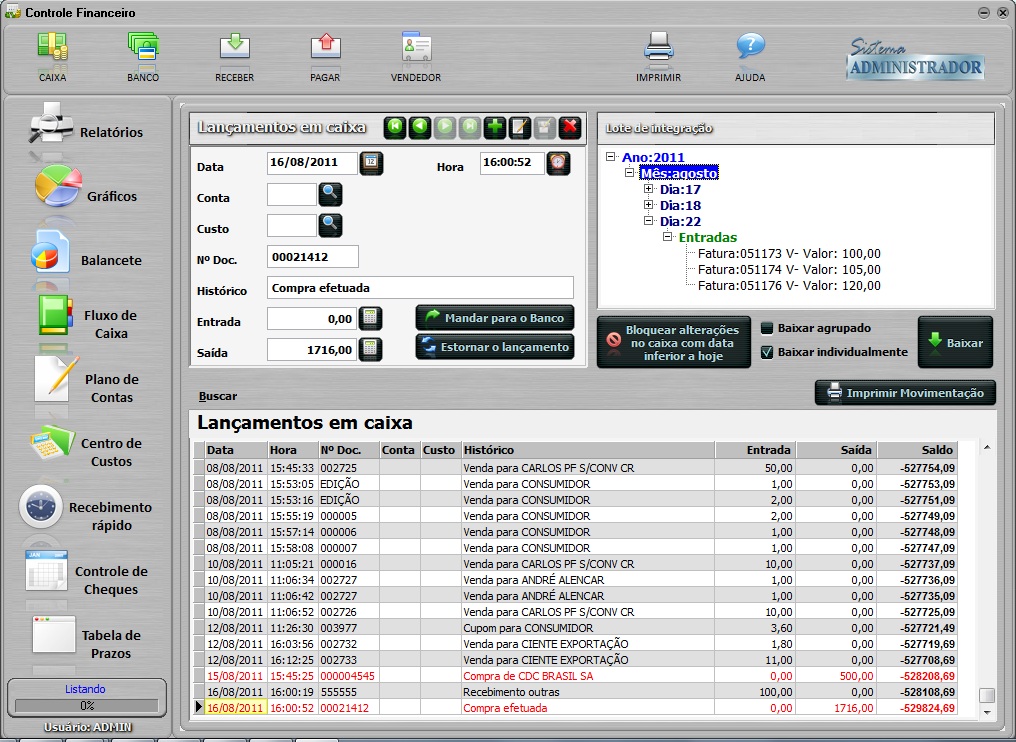 Controle Financeiro
CAIXA
BANCO
RECEBER
PAGAR
VENDEDOR
IMPRIMIR
AJUDA
Sistema
ADMINISTRADOR
Relatórios
Gráficos
Balancete
Fluxo de
Caixa
Plano de
Contas
Centro de
Custos
Recebimento
rápido
JAN
Controle de
Cheques
Tabela de
Prazos
Listando
0%
Usuário: ADMIN
Lançamentos em caixa
Data 16/08/2011 12 Hora 16:00:52
Conta
Custo
Nº Doc. 00021412
Histórico Compra efetuada
Entrada 0,00 Mandar para o Banco
Saída 1716,00 Estornar o lançamento
Lote de integração
Ano:2011
Mês:agosto
Dia:17
Dia:18
Dia:22
Entradas
Fatura:051173 V- Valor: 100,00
Fatura:051174 V- Valor: 105,00
Fatura:051176 V- Valor: 120,00
Bloquear alterações
no caixa com data
inferior a hoje
Baixar agrupado
Baixar individualmente
Baixar
Buscar
Imprimir Movimentação
Lançamentos em caixa
Data Hora Nº Doc. Conta Custo Histórico Entrada Saída Saldo
08/08/2011 15:45:33 002725 Venda para CARLOS PF S/CONV CR 50,00 0,00 -527754,09
08/08/2011 15:53:05 EDIÇÃO Venda para CONSUMIDOR 1,00 0,00 -527753,09
08/08/2011 15:53:16 EDIÇÃO Venda para CONSUMIDOR 2,00 0,00 -527751,09
08/08/2011 15:55:19 000005 Venda para CONSUMIDOR 2,00 0,00 -527749,09
08/08/2011 15:57:14 000006 Venda para CONSUMIDOR 1,00 0,00 -527748,09
08/08/2011 15:58:08 000007 Venda para CONSUMIDOR 1,00 0,00 -527747,09
10/08/2011 11:05:21 000016 Venda para CARLOS PF S/CONV CR 10,00 0,00 -527737,09
10/08/2011 11:06:34 002727 Venda para ANDRÉ ALENCAR 1,00 0,00 -527736,09
10/08/2011 11:06:42 002727 Venda para ANDRÉ ALENCAR 1,00 0,00 -527735,09
10/08/2011 11:06:52 002726 Venda para CARLOS PF S/CONV CR 10,00 0,00 -527725,09
12/08/2011 11:26:30 003977 Cupom para CONSUMIDOR 3,60 0,00 -527721,49
12/08/2011 16:03:56 002732 Venda para CIENTE EXPORTAÇÃO 1,80 0,00 -527719,69
12/08/2011 16:12:25 002733 Venda para CIENTE EXPORTAÇÃO 11,00 0,00 -527708,69
15/08/2011 15:45:25 000004545 Compra de CDC BRASIL SA 0,00 500,00 -528208,69
16/08/2011 16:00:19 555555 Recebimento outras 100,00 0,00 -528108,69
16/08/2011 16:00:52 00021412 Compra efetuada 0,00 1716,00 -529824,69